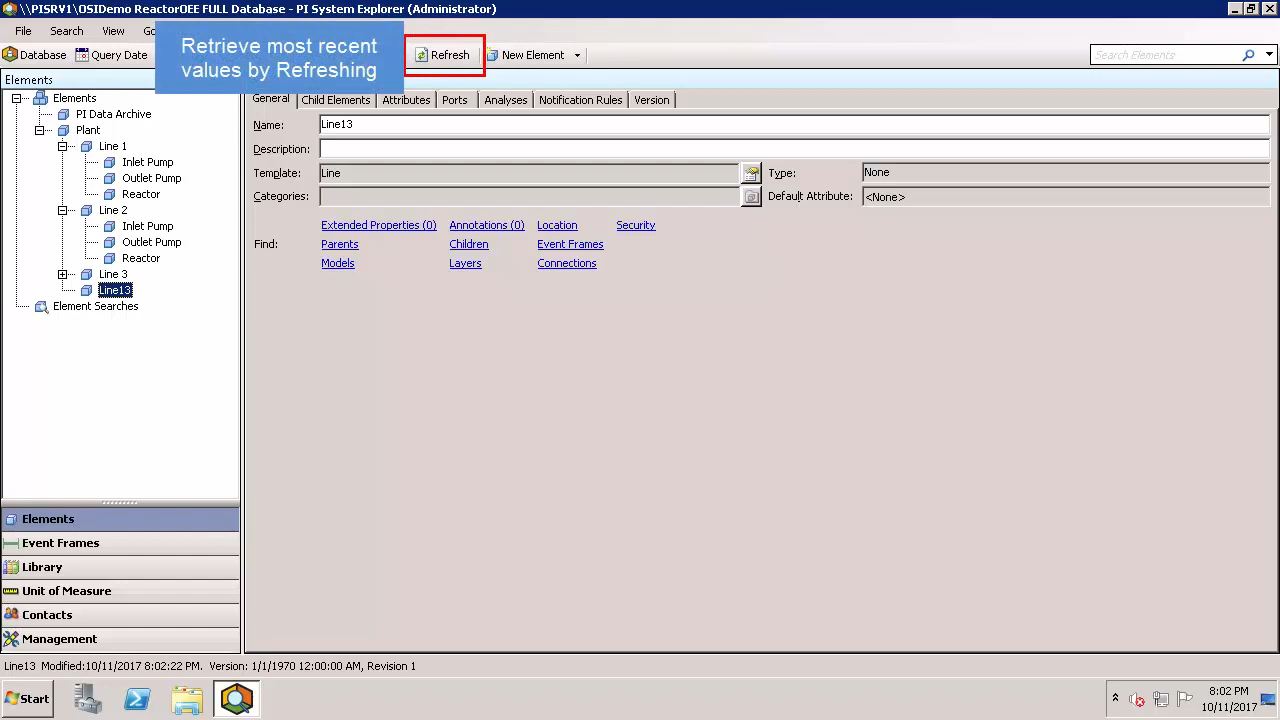 \\PISRV1\OSIDemo ReactorOEE FULL Database - PI System Explorer (Administrator)
File Search View Go
Database Query Date Refresh New Element Search Elements
Retrieve most recent
values by Refreshing
Elements
Elements
PI Data Archive
Plant
Line 1
Inlet Pump
Outlet Pump
Reactor
Line 2
Inlet Pump
Outlet Pump
Reactor
Line 3
Line13
Element Searches
General Child Elements Attributes Ports Analyses Notification Rules Version
Name: Line13
Description:
Template: Line Type: None
Categories: Default Attribute: <None>
Extended Properties (0) Annotations (0) Location Security
Find: Parents Children Event Frames
Models Layers Connections
Elements
Event Frames
Library
Unit of Measure
Contacts
Management
Line13 Modified:10/11/2017 8:02:22 PM. Version: 1/1/1970 12:00:00 AM, Revision 1
Start
8:02 PM
10/11/2017